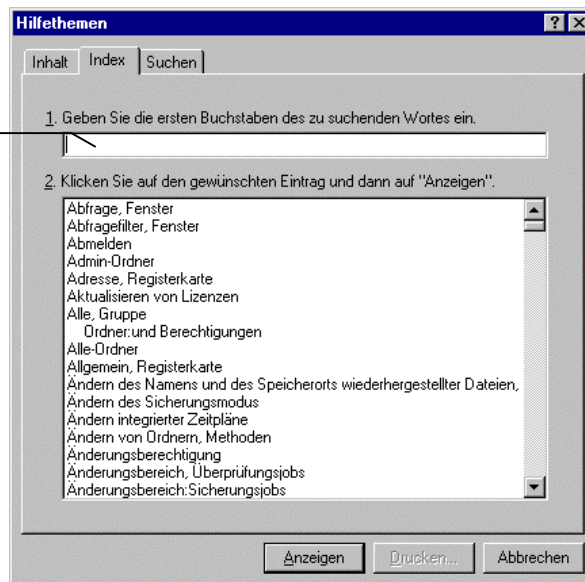 Hilfethemen
Inhalt Index Suchen
1. Geben Sie die ersten Buchstaben des zu suchenden Wortes ein.
2. Klicken Sie auf den gewünschten Eintrag und dann auf "Anzeigen".
Abfrage, Fenster
Abfragefilter, Fenster
Abmelden
Admin-Ordner
Adresse, Registerkarte
Aktualisieren von Lizenzen
Alle, Gruppe
Ordner:und Berechtigungen
Alle-Ordner
Allgemein, Registerkarte
Ändern des Namens und des Speicherorts wiederhergestellter Dateien,
Ändern des Sicherungsmodus
Ändern integrierter Zeitpläne
Ändern von Ordnern, Methoden
Änderungsberechtigung
Änderungsbereich, Überprüfungsjobs
Änderungsbereich:Sicherungsjobs
Anzeigen Drucken... Abbrechen